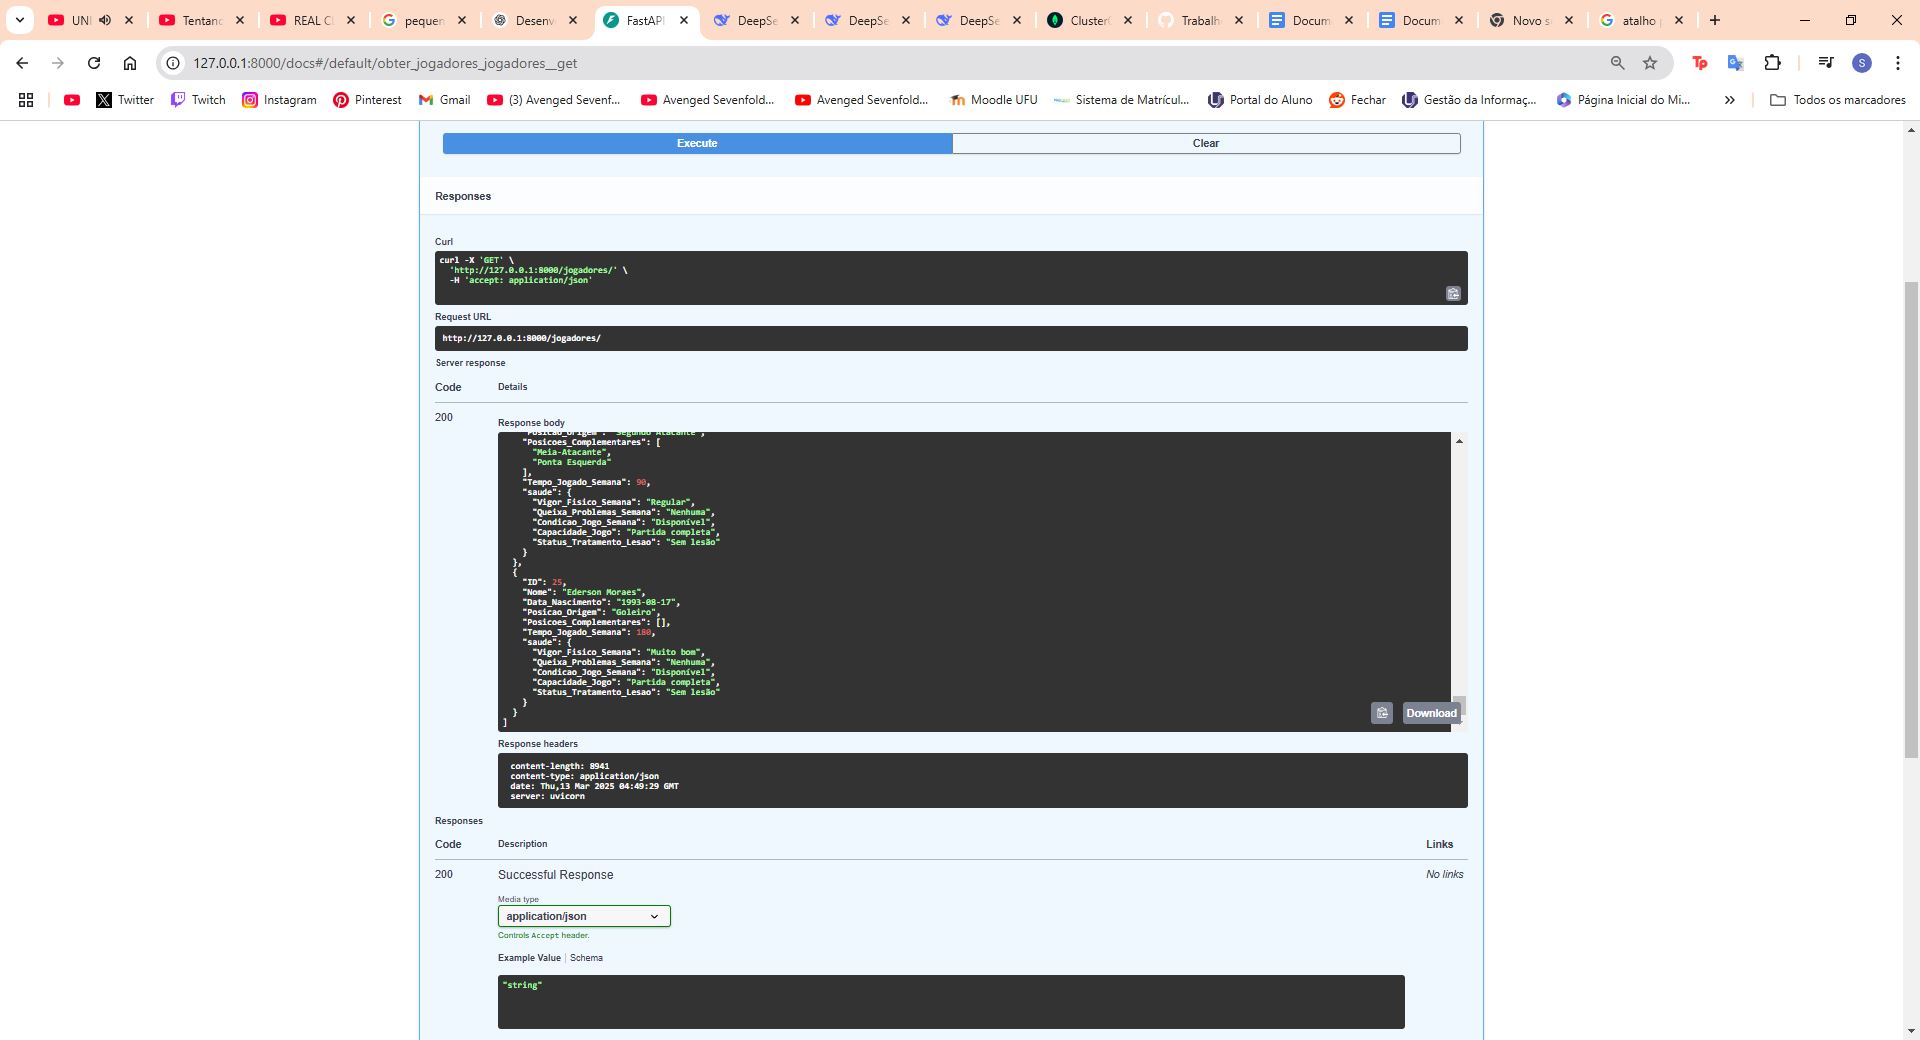 UNI
Tentand
REAL C
pequen
Desenv
FastAPI
DeepSe
DeepSe
DeepSe
Cluster
Trabalh
Docum
Docum
Novo s
atalho
127.0.0.1:8000/docs#/default/obter_jogadores_jogadores__get
Tp
S
Twitter
Twitch
Instagram
Pinterest
Gmail
(3) Avenged Sevenf...
Avenged Sevenfold...
Avenged Sevenfold...
Moodle UFU
Sistema de Matrícul...
Portal do Aluno
Fechar
Gestão da Informaç...
Página Inicial do Mi...
Todos os marcadores
Execute
Clear
Responses
Curl
curl -X 'GET' \
'http://127.0.0.1:8000/jogadores/' \
-H 'accept: application/json'
Request URL
http://127.0.0.1:8000/jogadores/
Server response
Code
Details
200
Response body
"Posicao_Origem": "Segundo Atacante",
"Posicoes_Complementares": [
"Meia-Atacante",
"Ponta Esquerda"
],
"Tempo_Jogado_Semana": 90,
"saude": {
"Vigor_Fisico_Semana": "Regular",
"Queixa_Problemas_Semana": "Nenhuma",
"Condicao_Jogo_Semana": "Disponível",
"Capacidade_Jogo": "Partida completa",
"Status_Tratamento_Lesao": "Sem lesão"
}
},
{
"ID": 25,
"Nome": "Ederson Moraes",
"Data_Nascimento": "1993-08-17",
"Posicao_Origem": "Goleiro",
"Posicoes_Complementares": [],
"Tempo_Jogado_Semana": 180,
"saude": {
"Vigor_Fisico_Semana": "Muito bom",
"Queixa_Problemas_Semana": "Nenhuma",
"Condicao_Jogo_Semana": "Disponível",
"Capacidade_Jogo": "Partida completa",
"Status_Tratamento_Lesao": "Sem lesão"
}
}
]
Download
Response headers
content-length: 8941
content-type: application/json
date: Thu,13 Mar 2025 04:49:29 GMT
server: uvicorn
Responses
Code
Description
Links
200
Successful Response
No links
Media type
application/json
Controls Accept header.
Example Value
Schema
"string"